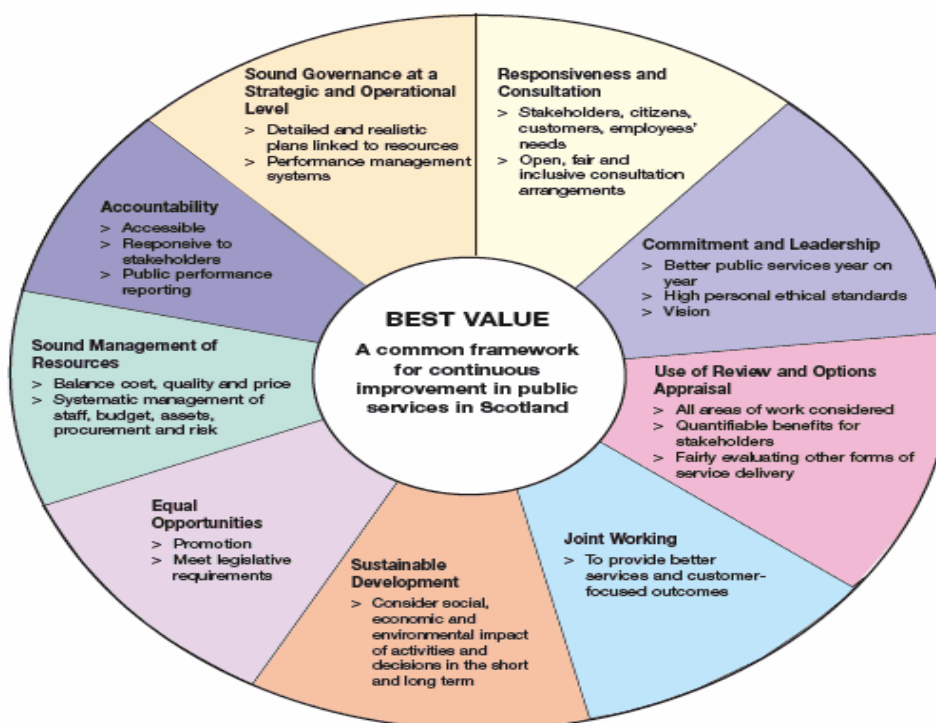 Sound Governance at a
Strategic and Operational
Level
> Detailed and realistic
plans linked to resources
> Performance management
systems
Responsiveness and
Consultation
> Stakeholders, citizens,
customers, employees'
needs
> Open, fair and
inclusive consultation
arrangements
Commitment and Leadership
> Better public services year on
year
> High personal ethical standards
> Vision
Use of Review and Options
Appraisal
> All areas of work considered
> Quantifiable benefits for
stakeholders
> Fairly evaluating other forms of
service delivery
Joint Working
> To provide better
services and customer-
focused outcomes
Sustainable
Development
> Consider social,
economic and
environmental impact
of activities and
decisions in the short
and long term
Equal
Opportunities
> Promotion
> Meet legislative
requirements
Sound Management of
Resources
> Balance cost, quality and price
> Systematic management of
staff, budget, assets,
procurement and risk
Accountability
> Accessible
> Responsive to
stakeholders
> Public performance
reporting
BEST VALUE
A common framework
for continuous
improvement in public
services in Scotland